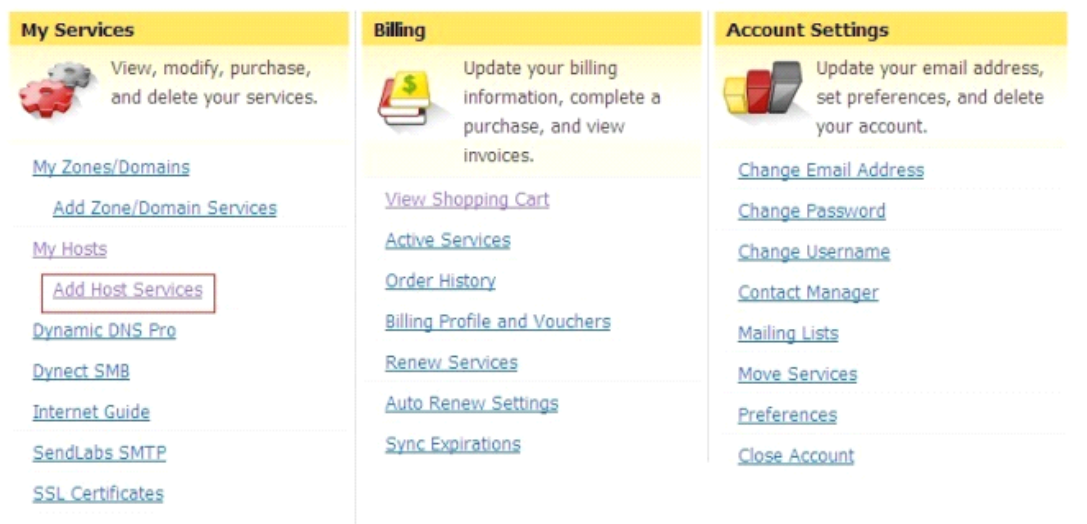 My Services
View, modify, purchase,
and delete your services.
My Zones/Domains
Add Zone/Domain Services
My Hosts
Add Host Services
Dynamic DNS Pro
Dynect SMB
Internet Guide
SendLabs SMTP
SSL Certificates
Billing
$
Update your billing
information, complete a
purchase, and view
invoices.
View Shopping Cart
Active Services
Order History
Billing Profile and Vouchers
Renew Services
Auto Renew Settings
Sync Expirations
Account Settings
Update your email address,
set preferences, and delete
your account.
Change Email Address
Change Password
Change Username
Contact Manager
Mailing Lists
Move Services
Preferences
Close Account